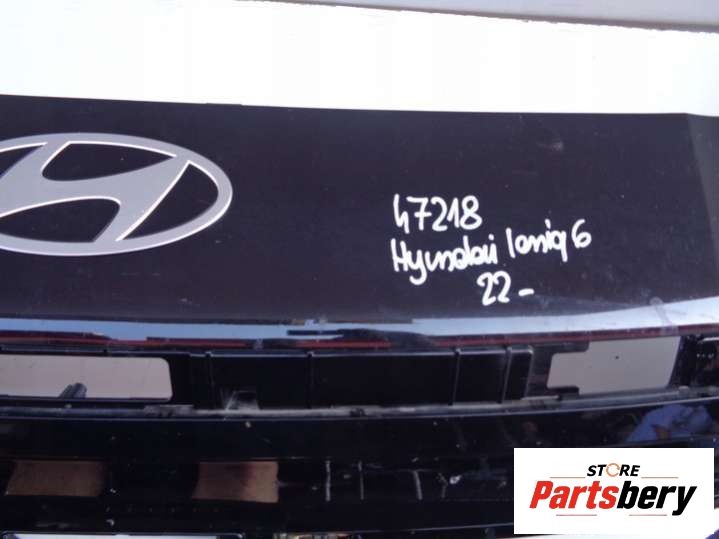 47218
Hyundai Ioniq 6
22-
STORE
Partsbery